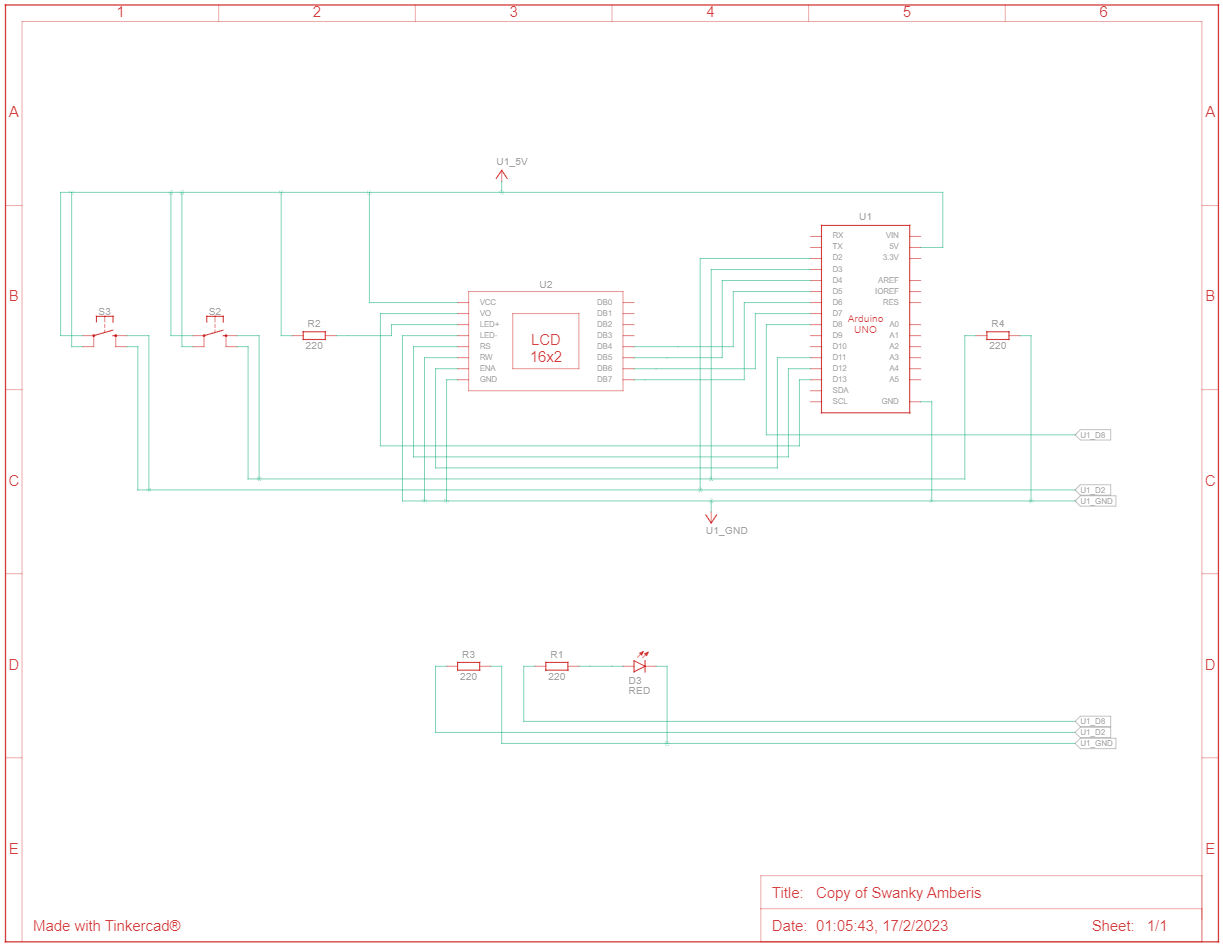 1 2 3 4 5 6
A A
U1_5V
U1
RX VIN
TX 5V
D2 3.3V
D3
D4 AREF
D5 IOREF
D6 RES
D7
D8 A0
D9 A1
D10 A2
D11 A3
D12 A4
D13 A5
SDA
SCL GND
Arduino
UNO
B B
S3
S2
R2
220
U2
VCC DB0
VO DB1
LED+ DB2
LED- DB3
RS DB4
RW DB5
ENA DB6
GND DB7
LCD
16x2
R4
220
U1_D8
C C
U1_D2
U1_GND
U1_GND
D D
R3
220
R1
220
D3
RED
U1_D8
U1_D2
U1_GND
E E
Title: Copy of Swanky Amberis
Made with Tinkercad®
Date: 01:05:43, 17/2/2023 Sheet: 1/1